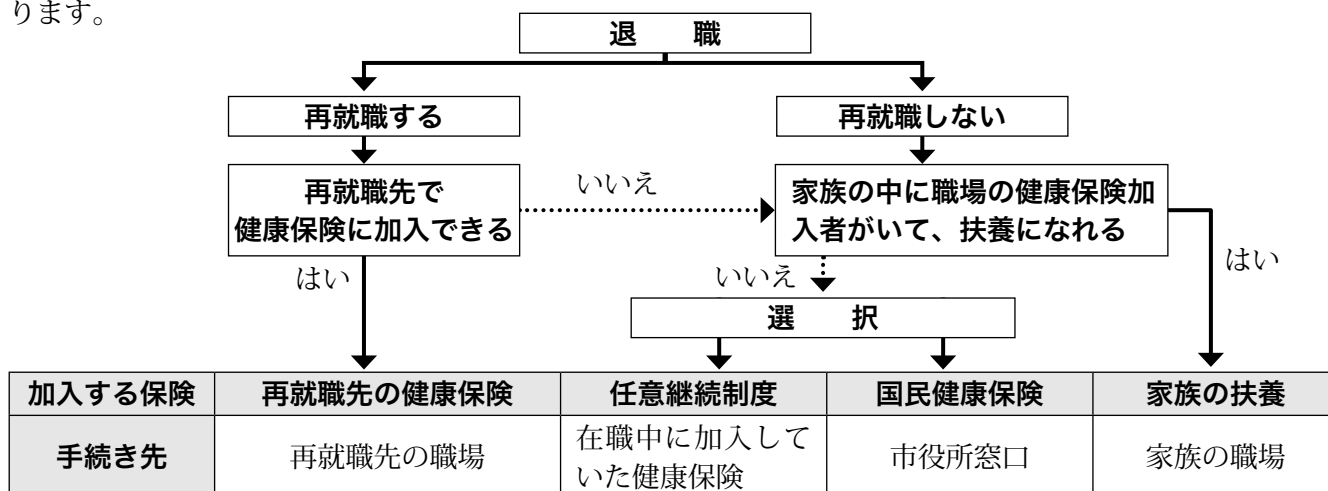 ります。
退　職
再就職する
再就職しない
再就職先で
健康保険に加入できる
いいえ
家族の中に職場の健康保険加
入者がいて、扶養になれる
はい
いいえ
はい
選　択
加入する保険 再就職先の健康保険 任意継続制度 国民健康保険 家族の扶養
手続き先 再就職先の職場 在職中に加入して 市役所窓口 家族の職場
いた健康保険